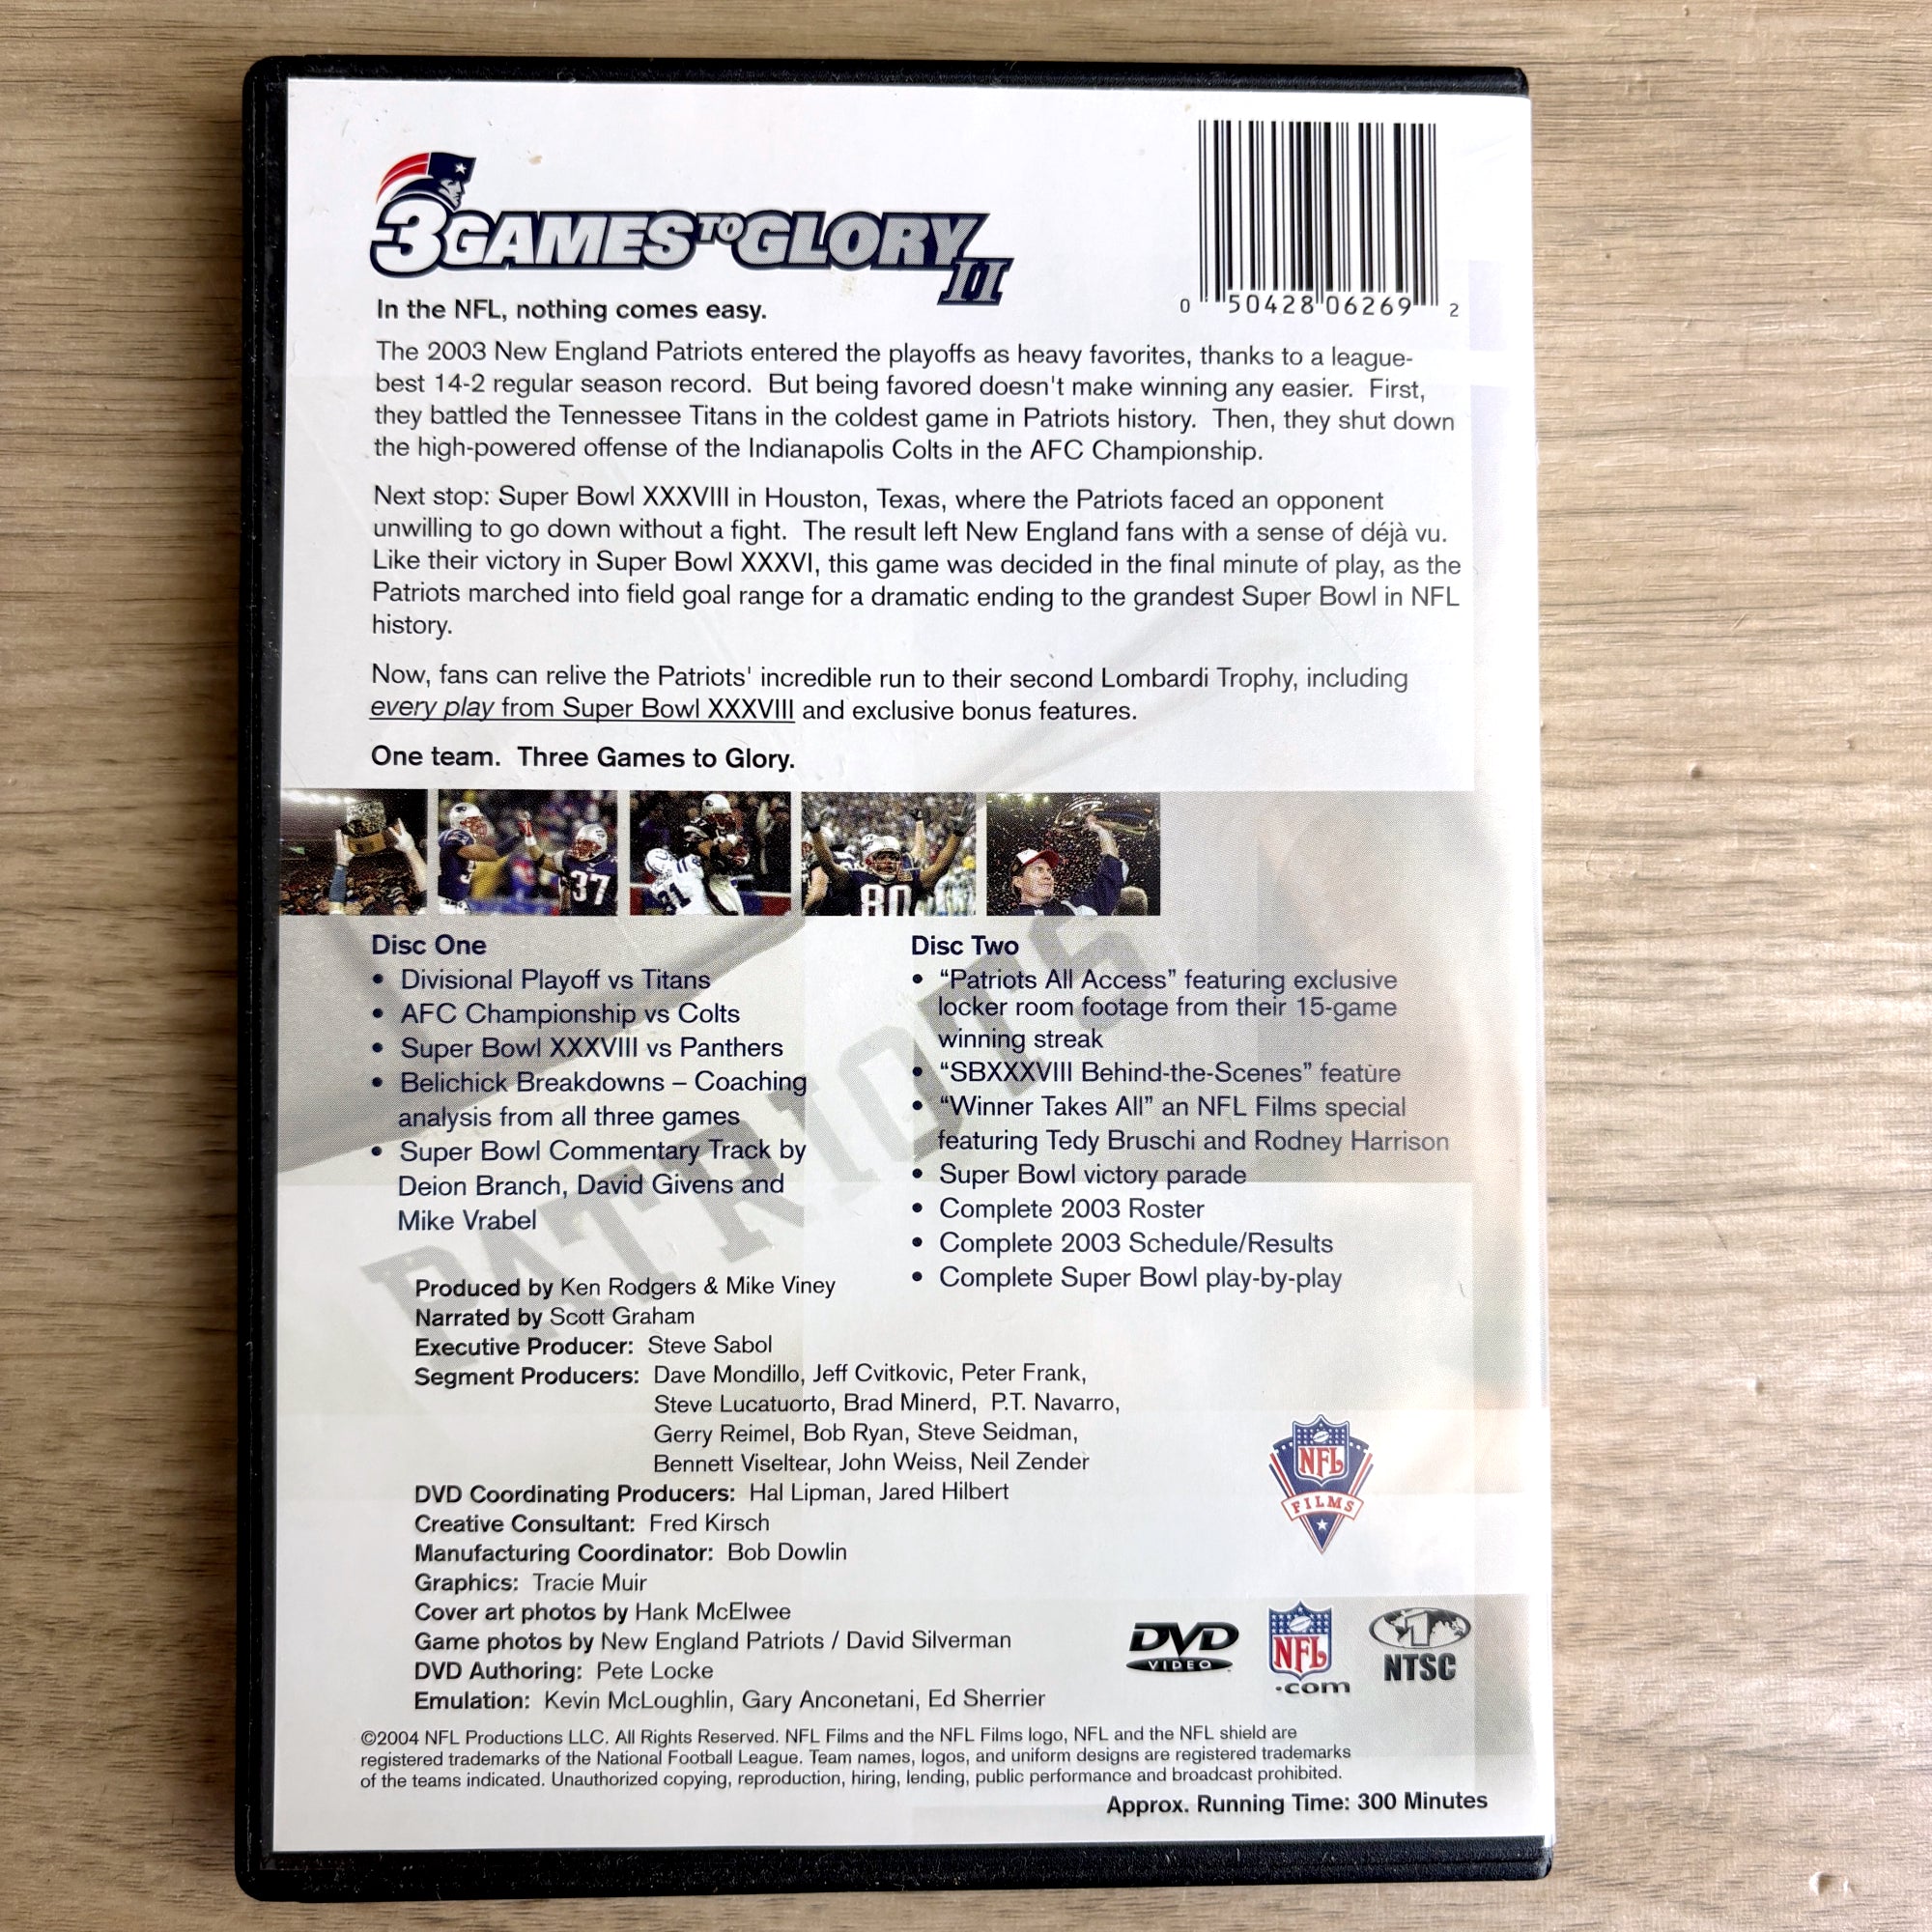 3 GAMES TO GLORY II
0 50428 06269 2
In the NFL, nothing comes easy.
The 2003 New England Patriots entered the playoffs as heavy favorites, thanks to a league-
best 14-2 regular season record. But being favored doesn't make winning any easier. First,
they battled the Tennessee Titans in the coldest game in Patriots history. Then, they shut down
the high-powered offense of the Indianapolis Colts in the AFC Championship.
Next stop: Super Bowl XXXVIII in Houston, Texas, where the Patriots faced an opponent
unwilling to go down without a fight. The result left New England fans with a sense of déjà vu.
Like their victory in Super Bowl XXXVI, this game was decided in the final minute of play, as the
Patriots marched into field goal range for a dramatic ending to the grandest Super Bowl in NFL
history.
Now, fans can relive the Patriots' incredible run to their second Lombardi Trophy, including
every play from Super Bowl XXXVIII and exclusive bonus features.
One team. Three Games to Glory.
37
81
80
Disc One
• Divisional Playoff vs Titans
• AFC Championship vs Colts
• Super Bowl XXXVIII vs Panthers
• Belichick Breakdowns – Coaching
analysis from all three games
• Super Bowl Commentary Track by
Deion Branch, David Givens and
Mike Vrabel
Disc Two
• “Patriots All Access” featuring exclusive
locker room footage from their 15-game
winning streak
• “SBXXXVIII Behind-the-Scenes” feature
• “Winner Takes All” an NFL Films special
featuring Tedy Bruschi and Rodney Harrison
• Super Bowl victory parade
• Complete 2003 Roster
• Complete 2003 Schedule/Results
• Complete Super Bowl play-by-play
PATRIOTS
Produced by Ken Rodgers & Mike Viney
Narrated by Scott Graham
Executive Producer: Steve Sabol
Segment Producers: Dave Mondillo, Jeff Cvitkovic, Peter Frank,
Steve Lucatuorto, Brad Minerd, P.T. Navarro,
Gerry Reimel, Bob Ryan, Steve Seidman,
Bennett Viseltear, John Weiss, Neil Zender
DVD Coordinating Producers: Hal Lipman, Jared Hilbert
Creative Consultant: Fred Kirsch
Manufacturing Coordinator: Bob Dowlin
Graphics: Tracie Muir
Cover art photos by Hank McElwee
Game photos by New England Patriots / David Silverman
DVD Authoring: Pete Locke
Emulation: Kevin McLoughlin, Gary Anconetani, Ed Sherrier
NFL
FILMS
DVD
VIDEO
NFL
.com
1
NTSC
©2004 NFL Productions LLC. All Rights Reserved. NFL Films and the NFL Films logo, NFL and the NFL shield are
registered trademarks of the National Football League. Team names, logos, and uniform designs are registered trademarks
of the teams indicated. Unauthorized copying, reproduction, hiring, lending, public performance and broadcast prohibited.
Approx. Running Time: 300 Minutes